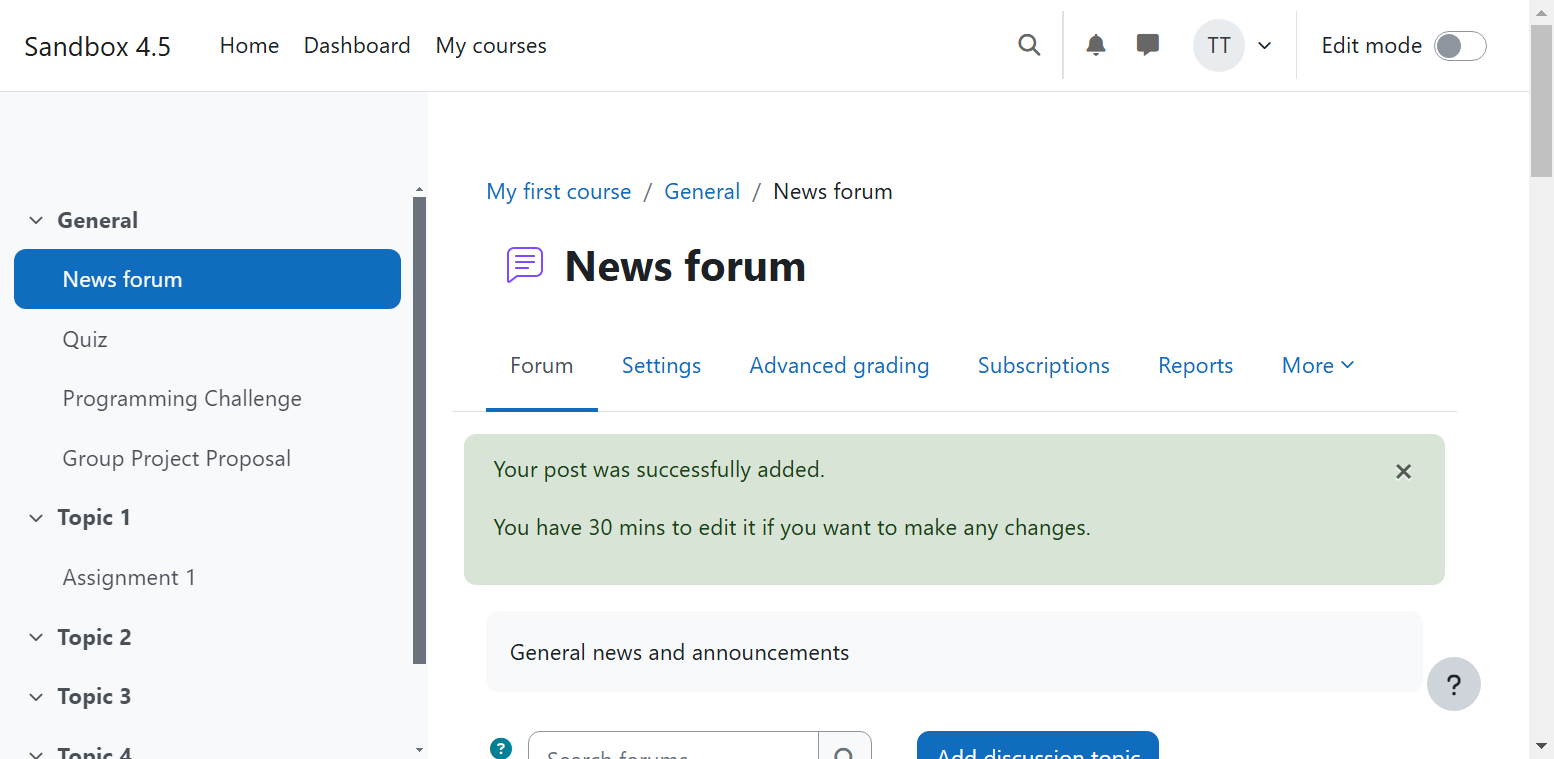 Sandbox 4.5
Home
Dashboard
My courses
TT
Edit mode
General
News forum
Quiz
Programming Challenge
Group Project Proposal
Topic 1
Assignment 1
Topic 2
Topic 3
Topic 4
My first course / General / News forum
News forum
Forum
Settings
Advanced grading
Subscriptions
Reports
More
Your post was successfully added.
You have 30 mins to edit it if you want to make any changes.
General news and announcements
?
?
Search forums
Add discussion topic